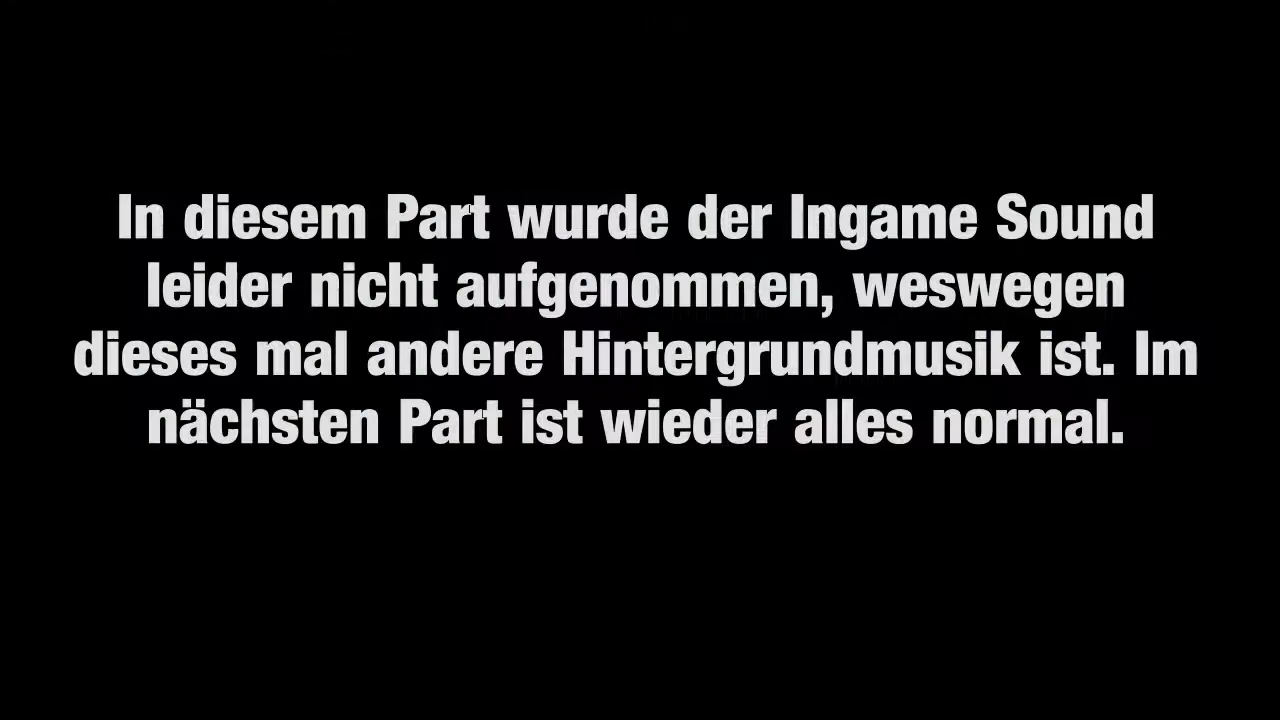 In diesem Part wurde der Ingame Sound
leider nicht aufgenommen, weswegen
dieses mal andere Hintergrundmusik ist. Im
nächsten Part ist wieder alles normal.